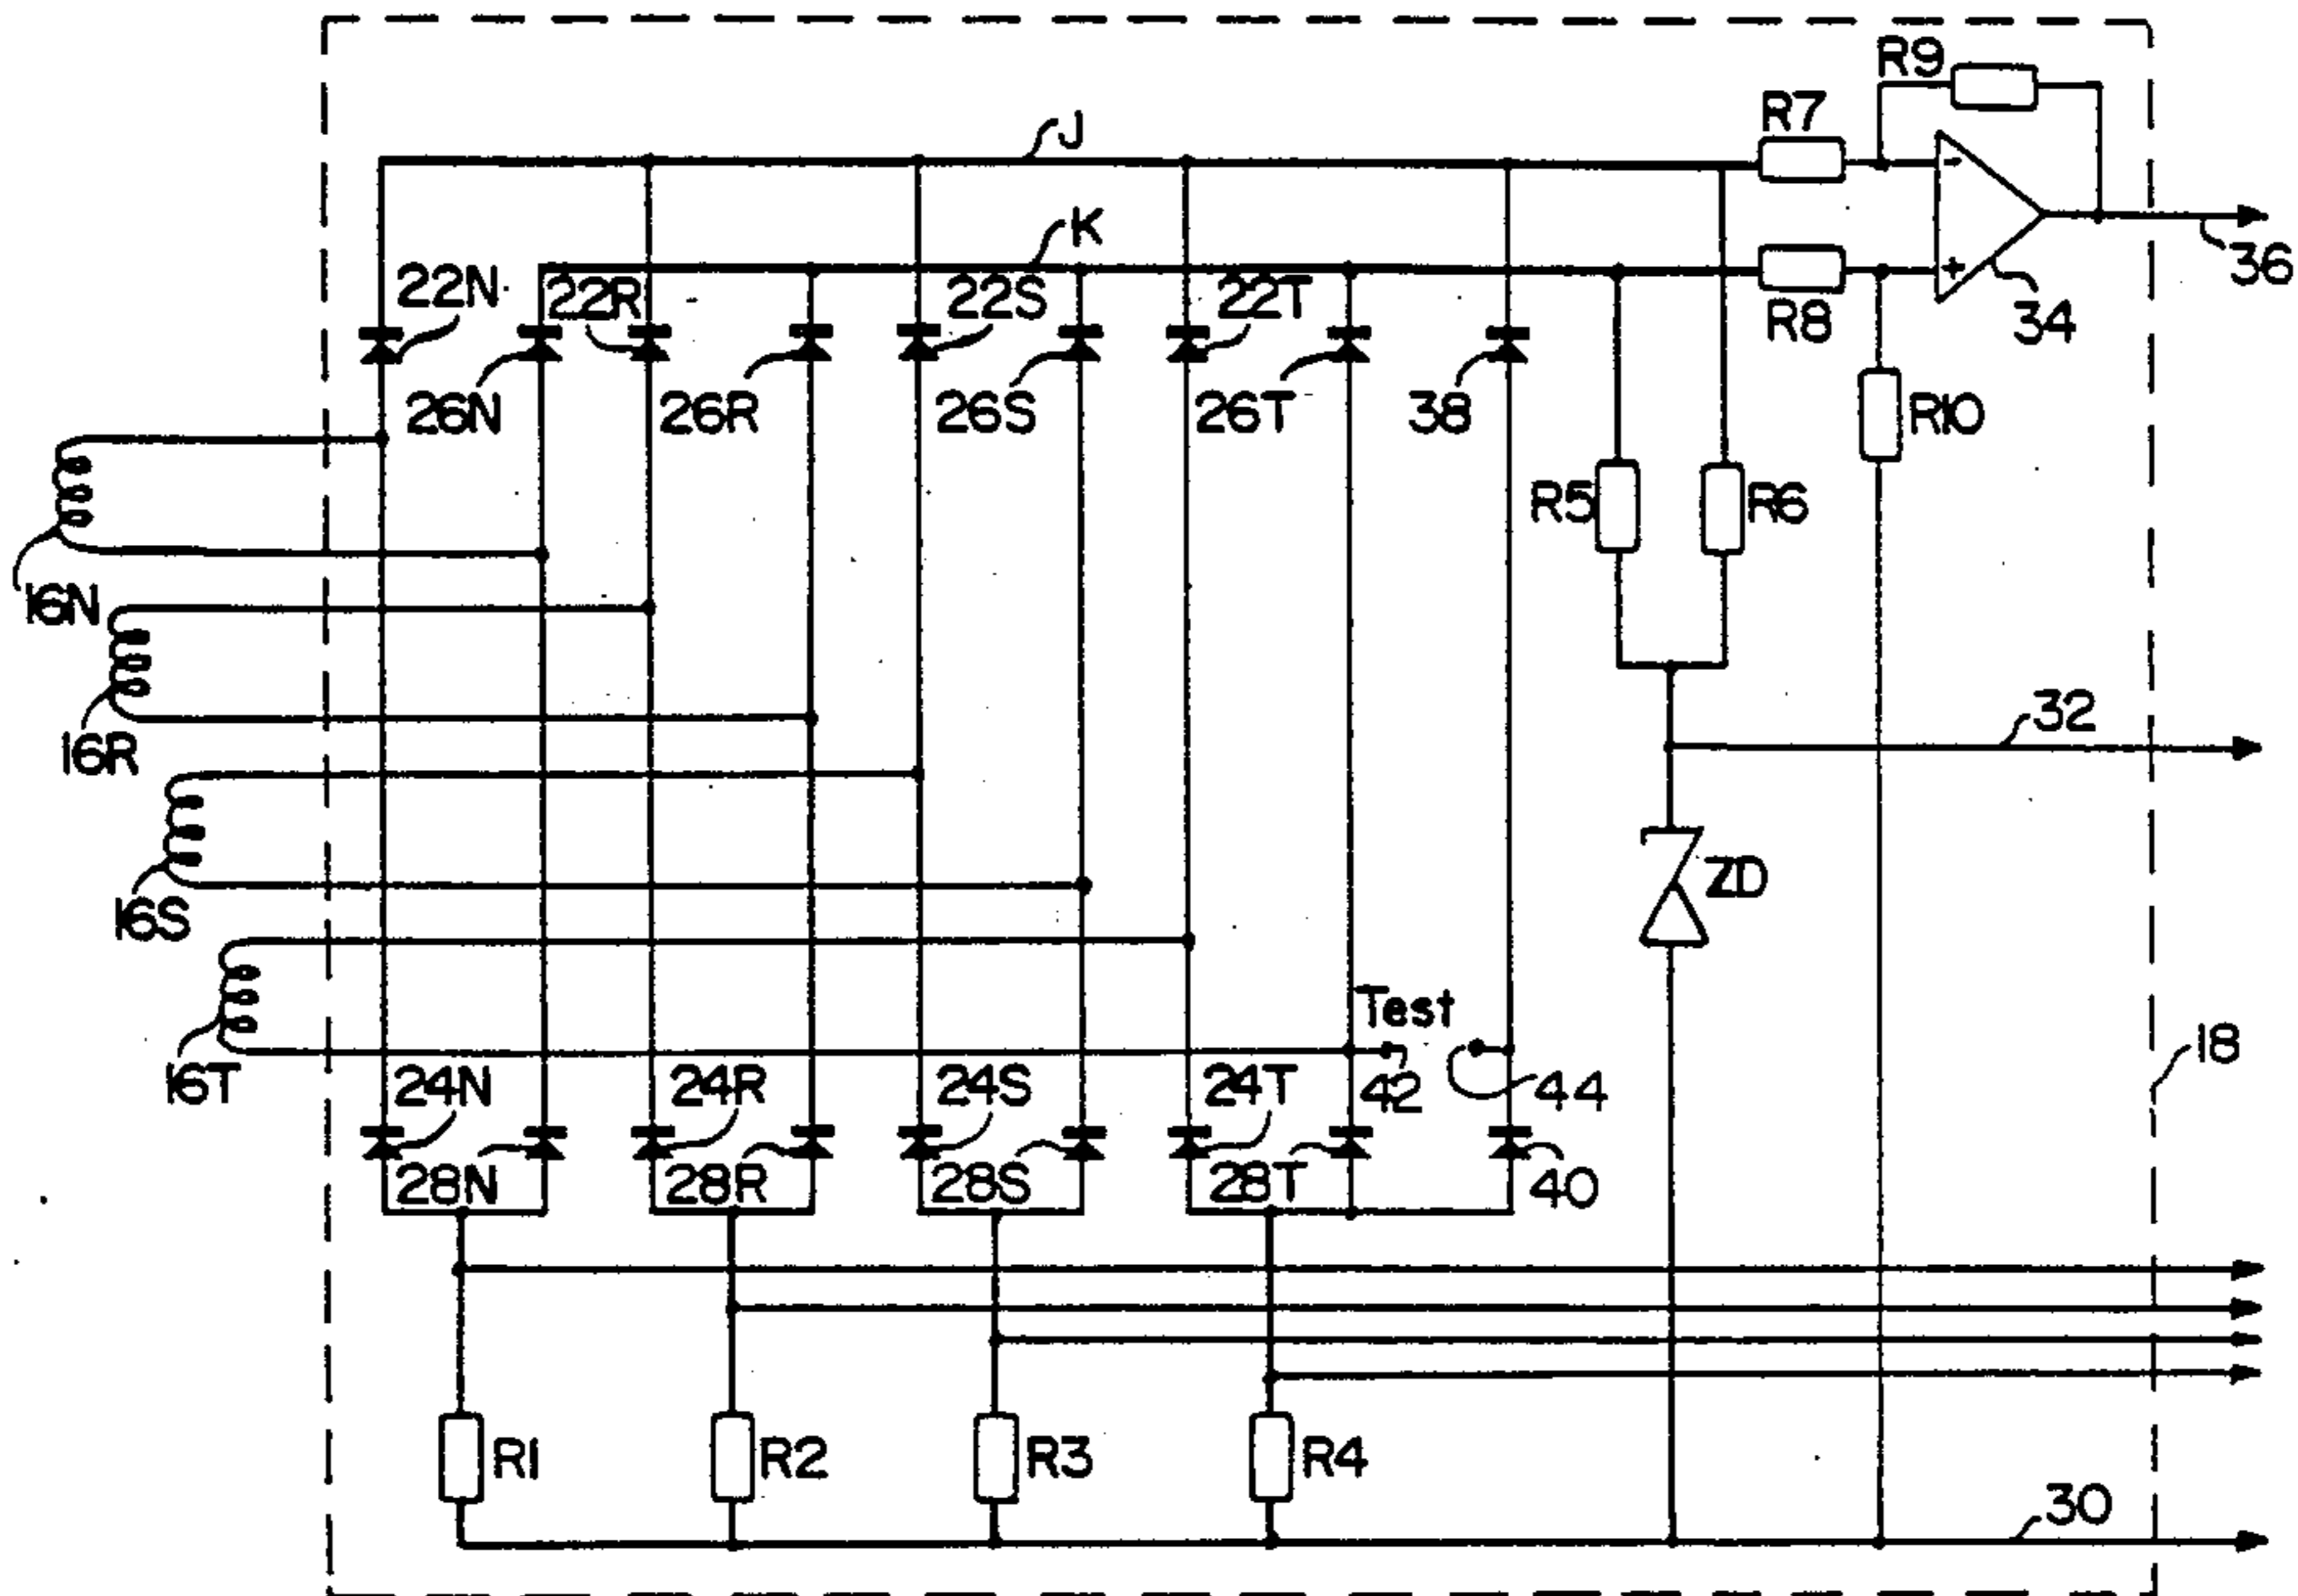 R9
R7
J
K
36
22N
22R
22S
22T
R8
34
26N
26R
26S
26T
38
R10
R5
R6
16N
32
16R
ZD
16S
Test
18
16T
24N
24R
24S
24T
42
44
28N
28R
28S
28T
40
R1
R2
R3
R4
30
- 
+